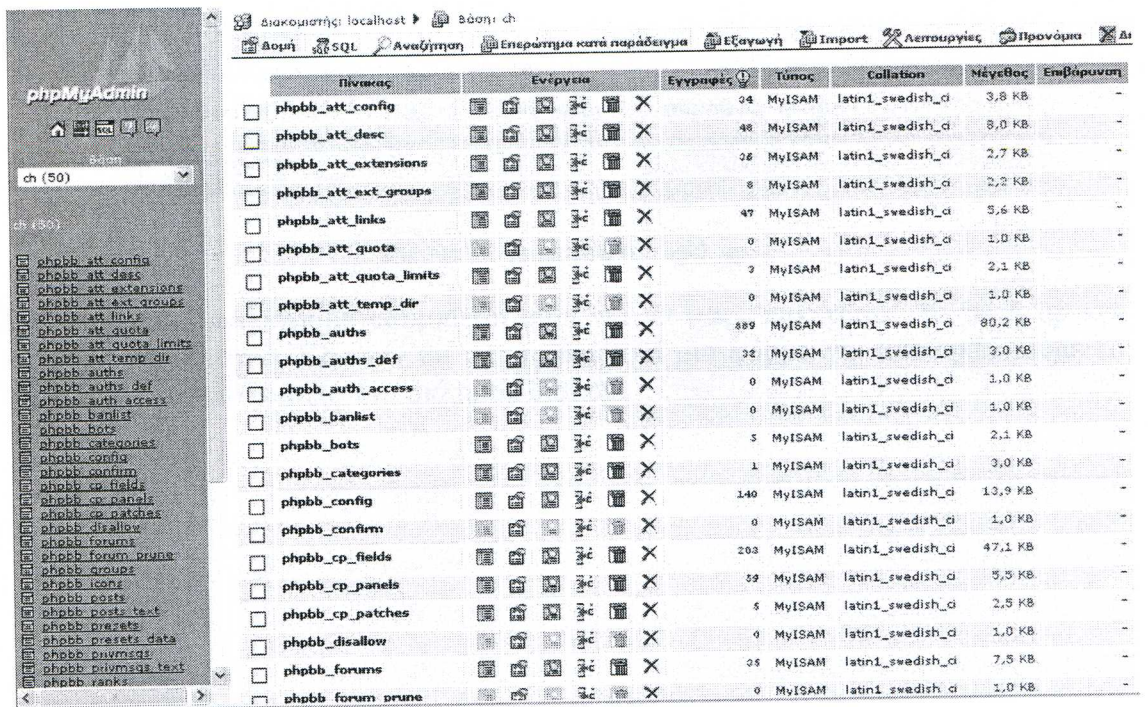 phpMyAdmin
Βάση
ch (50)
ch (50)
phpbb_att_config
phpbb_att_desc
phpbb_att_extensions
phpbb_att_ext_groups
phpbb_att_links
phpbb_att_quota
phpbb_att_quota_limits
phpbb_att_temp_dir
phpbb_auths
phpbb_auths_def
phpbb_auth_access
phpbb_banlist
phpbb_bots
phpbb_categories
phpbb_config
phpbb_confirm
phpbb_cp_fields
phpbb_cp_panels
phpbb_cp_patches
phpbb_disallow
phpbb_forums
phpbb_forum_prune
phpbb_groups
phpbb_icons
phpbb_posts
phpbb_posts_text
phpbb_presets
phpbb_presets_data
phpbb_privmsgs
phpbb_privmsgs_text
phpbb_ranks
Διακομιστής: localhost Βάση: ch
Δομή SQL Αναζήτηση Επερώτημα κατά παράδειγμα Εξαγωγή Import Λειτουργίες Προνόμια
Πίνακας Ενέργεια Εγγραφές Τύπος Collation Μέγεθος Επιβάρυνση
phpbb_att_config MyISAM latin1_swedish_ci 3,8 KB -
phpbb_att_desc 48 MyISAM latin1_swedish_ci 8,0 KB -
phpbb_att_extensions MyISAM latin1_swedish_ci 2,7 KB -
phpbb_att_ext_groups 8 MyISAM latin1_swedish_ci 2,2 KB -
phpbb_att_links 47 MyISAM latin1_swedish_ci 5,6 KB -
phpbb_att_quota 0 MyISAM latin1_swedish_ci 1,0 KB -
phpbb_att_quota_limits 3 MyISAM latin1_swedish_ci 2,1 KB -
phpbb_att_temp_dir 0 MyISAM latin1_swedish_ci 1,0 KB -
phpbb_auths 889 MyISAM latin1_swedish_ci 80,2 KB -
phpbb_auths_def 32 MyISAM latin1_swedish_ci 3,0 KB -
phpbb_auth_access 0 MyISAM latin1_swedish_ci 1,0 KB -
phpbb_banlist 0 MyISAM latin1_swedish_ci 1,0 KB -
phpbb_bots 5 MyISAM latin1_swedish_ci 2,1 KB -
phpbb_categories 1 MyISAM latin1_swedish_ci 3,0 KB -
phpbb_config 140 MyISAM latin1_swedish_ci 13,9 KB -
phpbb_confirm 0 MyISAM latin1_swedish_ci 1,0 KB -
phpbb_cp_fields 203 MyISAM latin1_swedish_ci 47,1 KB -
phpbb_cp_panels 59 MyISAM latin1_swedish_ci 5,5 KB -
phpbb_cp_patches 5 MyISAM latin1_swedish_ci 2,5 KB -
phpbb_disallow 0 MyISAM latin1_swedish_ci 1,0 KB -
phpbb_forums MyISAM latin1_swedish_ci 7,5 KB -
phpbb_forum_prune 0 MyISAM latin1_swedish_ci 1,0 KB -